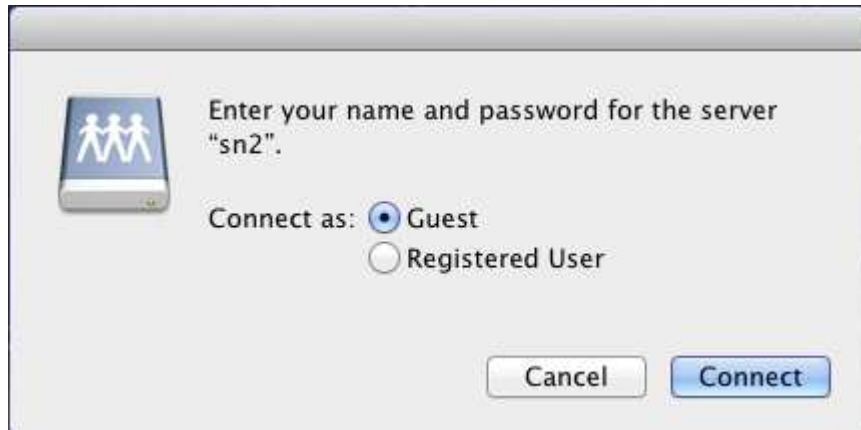 Enter your name and password for the server
“sn2”.
Connect as: Guest
Registered User
Cancel Connect